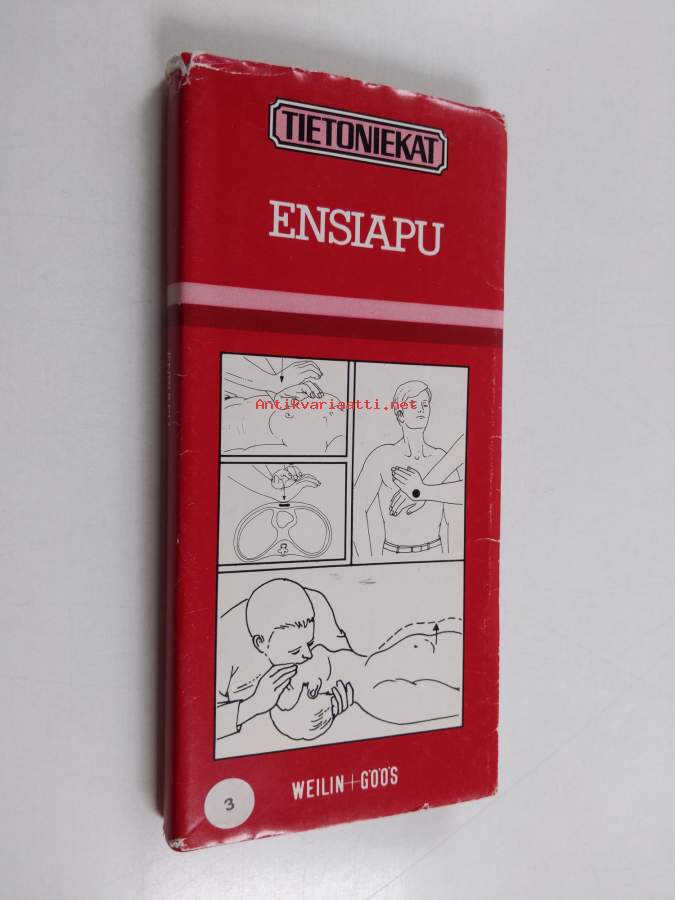 TIETONIEKAT
ENSIAPU
Antikvariaatti.net
WEILIN+GÖÖS
3